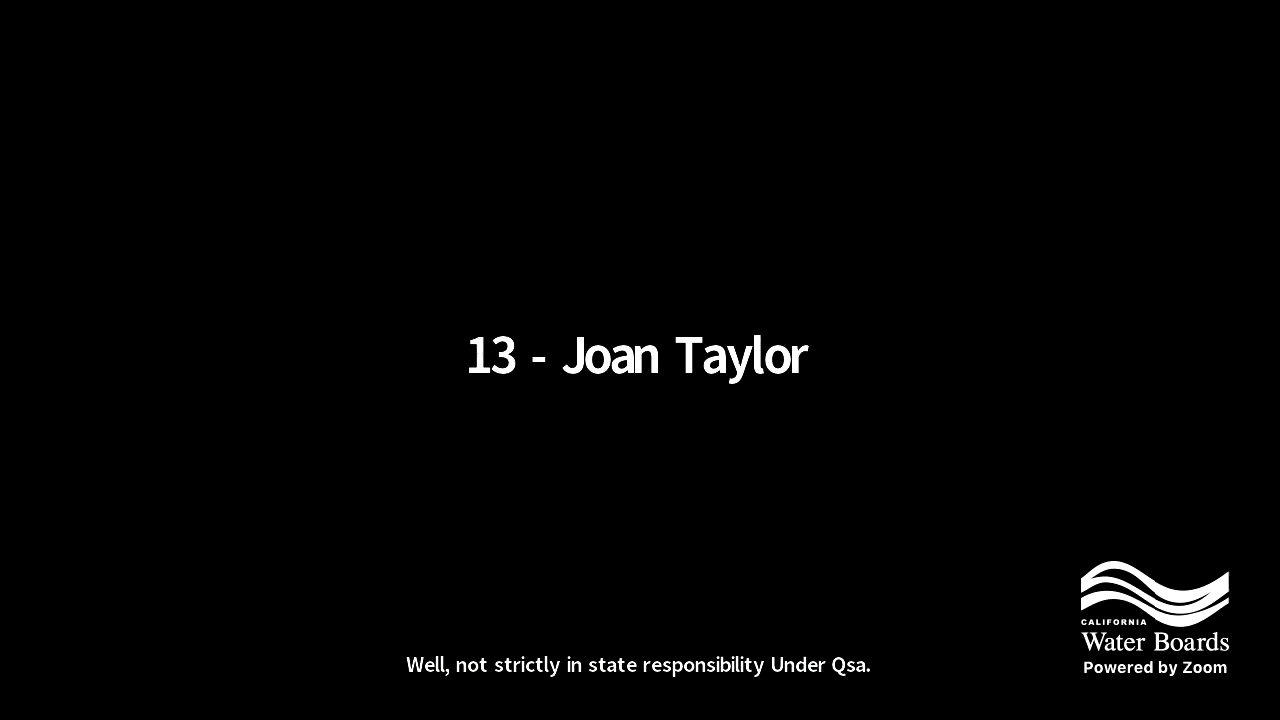 13 - Joan Taylor
CALIFORNIA
Water Boards
Powered by Zoom
Well, not strictly in state responsibility Under Qsa.